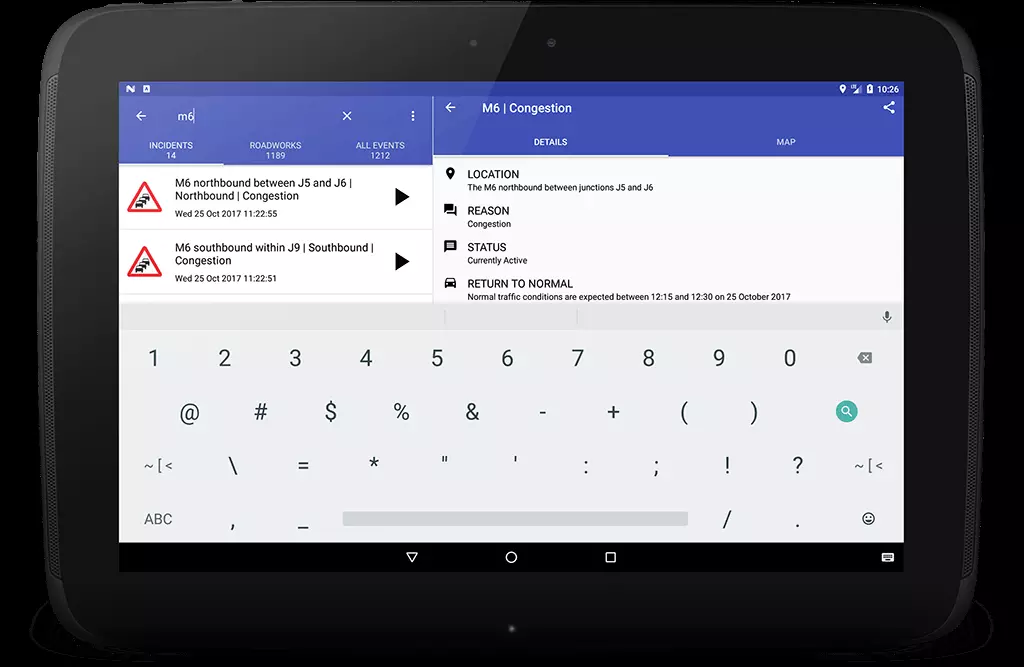 10:26
m6
INCIDENTS
14
ROADWORKS
1189
ALL EVENTS
1212
M6 northbound between J5 and J6 |
Northbound | Congestion
Wed 25 Oct 2017 11:22:55
M6 southbound within J9 | Southbound |
Congestion
Wed 25 Oct 2017 11:22:51
M6 | Congestion
DETAILS
MAP
LOCATION
The M6 northbound between junctions J5 and J6
REASON
Congestion
STATUS
Currently Active
RETURN TO NORMAL
Normal traffic conditions are expected between 12:15 and 12:30 on 25 October 2017
1 2 3 4 5 6 7 8 9 0
@ # $ % & - + ( )
~ [ < \ = * " ' : ; ! ? ~ [ <
ABC , _ / .